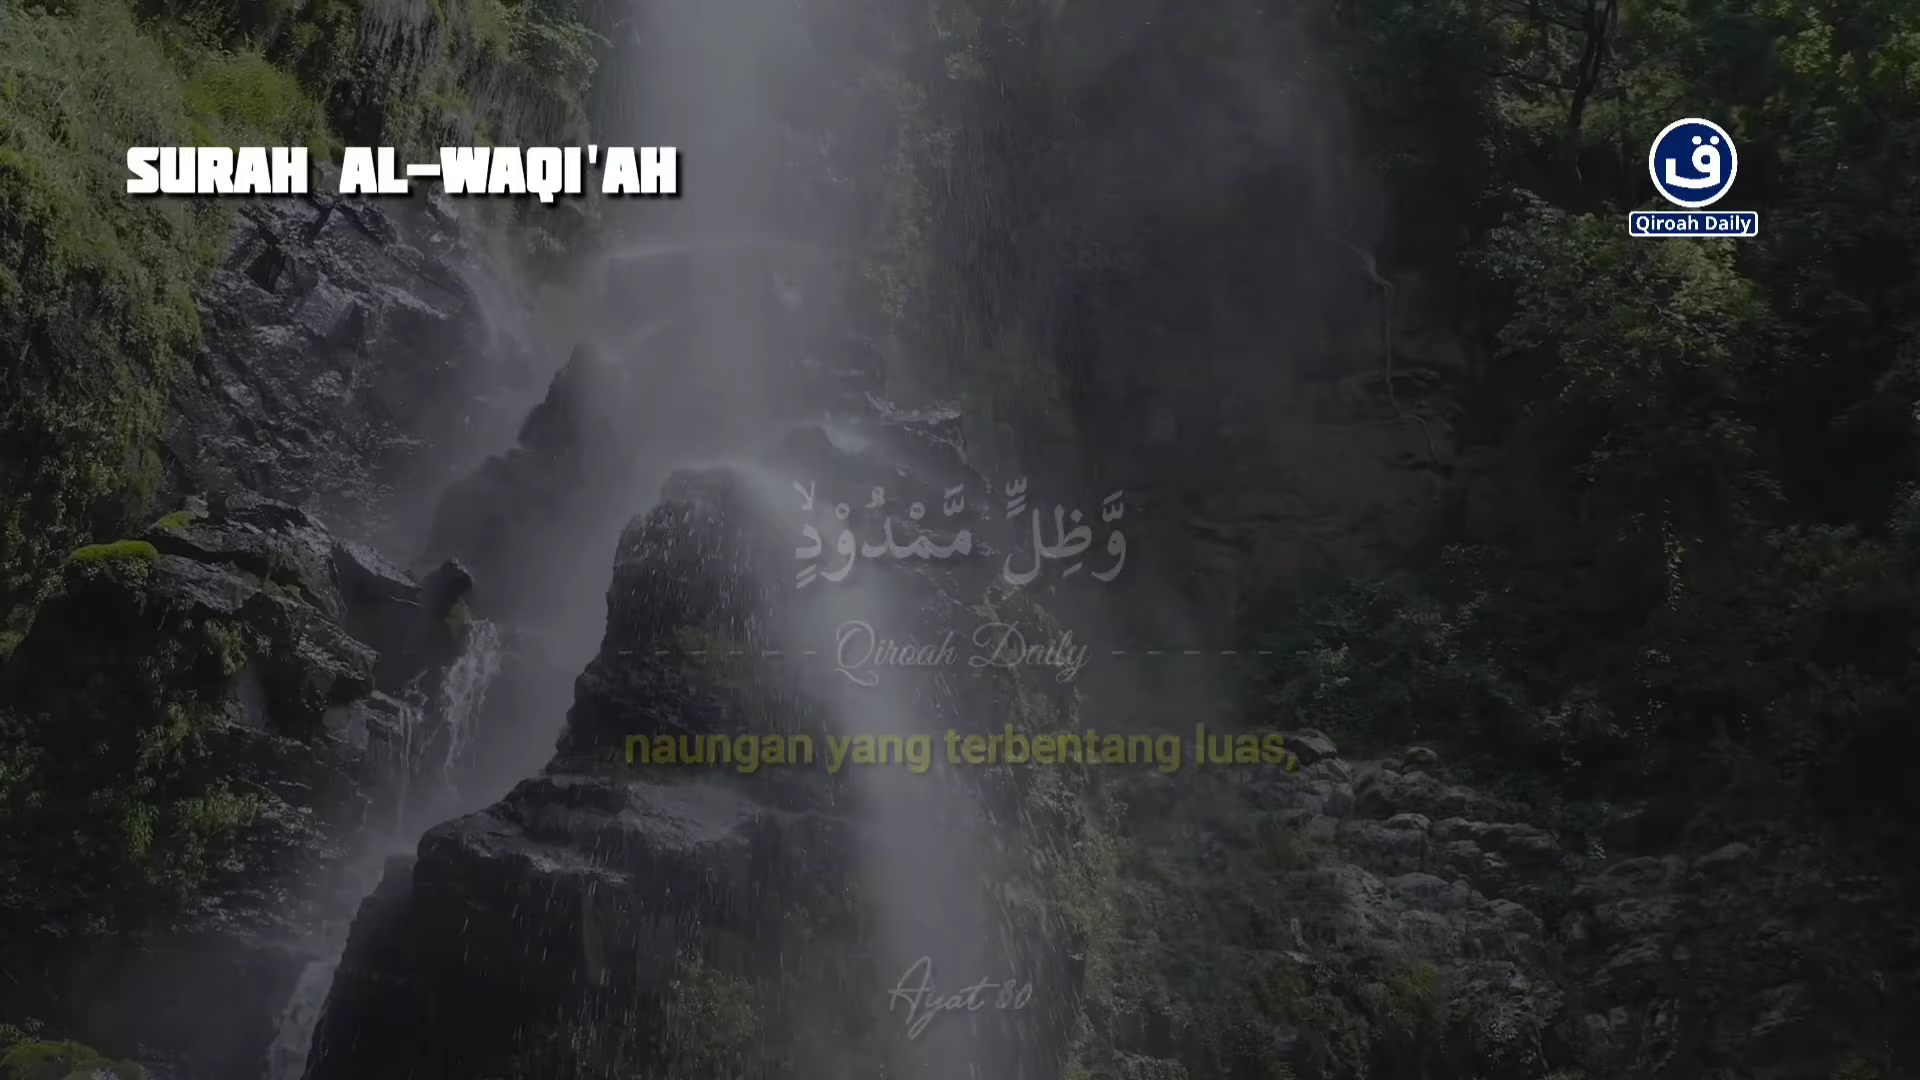 SURAH AL-WAQI'AH
ق
Qiroah Daily
وَّظِلٍّ مَّمْدُوْدٍۙ
Qiroah Daily
naungan yang terbentang luas,
Ayat 30